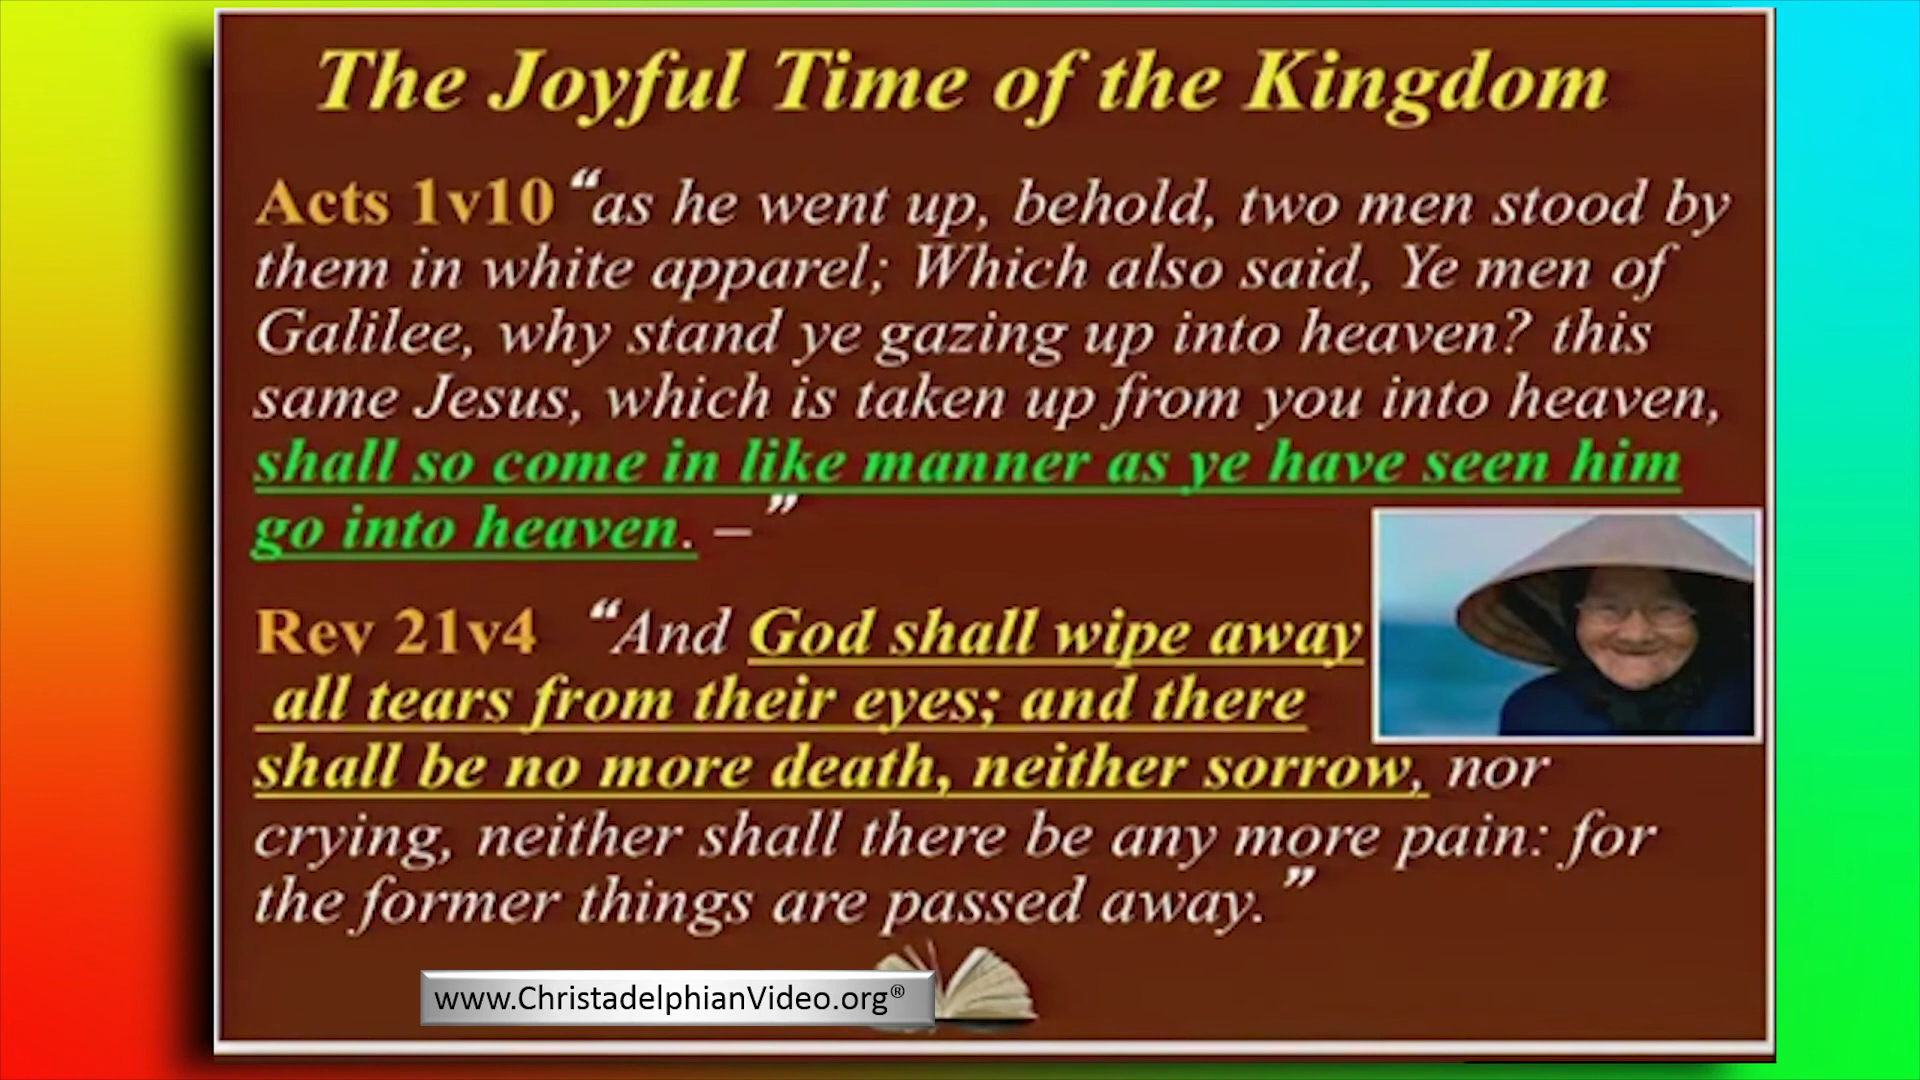 The Joyful Time of the Kingdom
Acts 1v10 “as he went up, behold, two men stood by
them in white apparel; Which also said, Ye men of
Galilee, why stand ye gazing up into heaven? this
same Jesus, which is taken up from you into heaven,
shall so come in like manner as ye have seen him
go into heaven. –”
Rev 21v4 “And God shall wipe away
all tears from their eyes; and there
shall be no more death, neither sorrow, nor
crying, neither shall there be any more pain: for
the former things are passed away.”
www.ChristadelphianVideo.org®